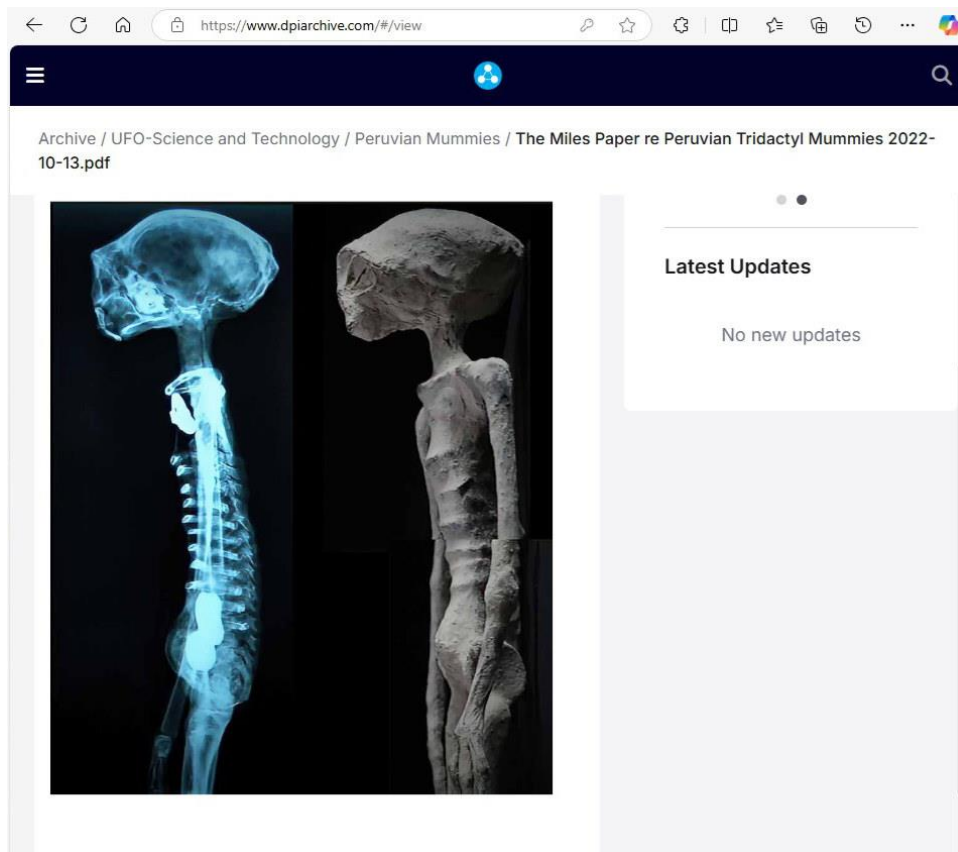 https://www.dpiarchive.com/#/view
Archive / UFO-Science and Technology / Peruvian Mummies / The Miles Paper re Peruvian Tridactyl Mummies 2022-
10-13.pdf
Latest Updates
No new updates